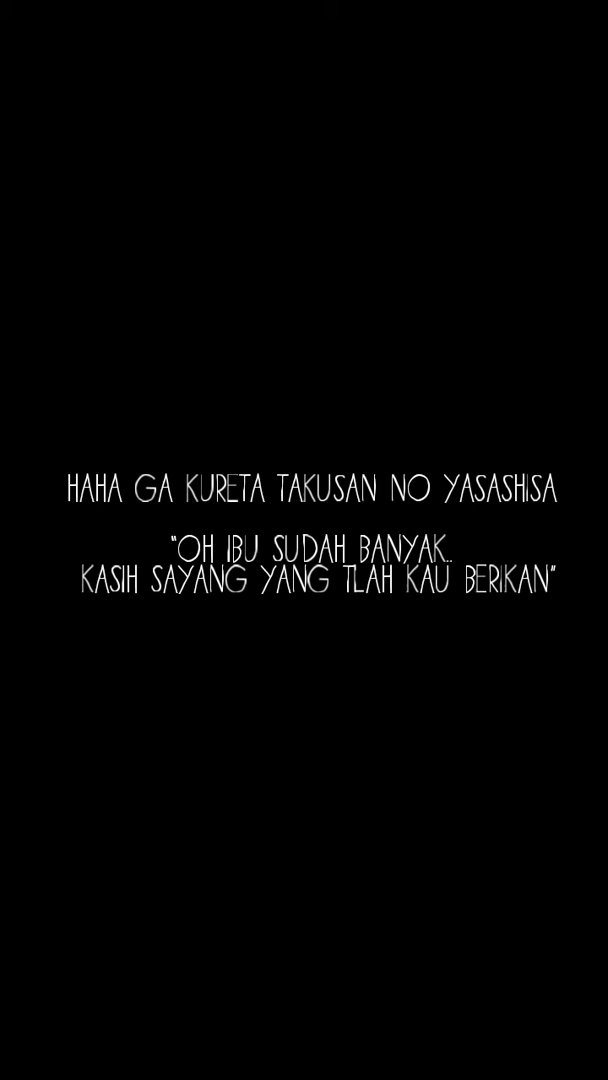 HAHA GA KURETA TAKUSAN NO YASASHISA
"OH IBU SUDAH BANYAK..
KASIH SAYANG YANG TLAH KAU BERIKAN"